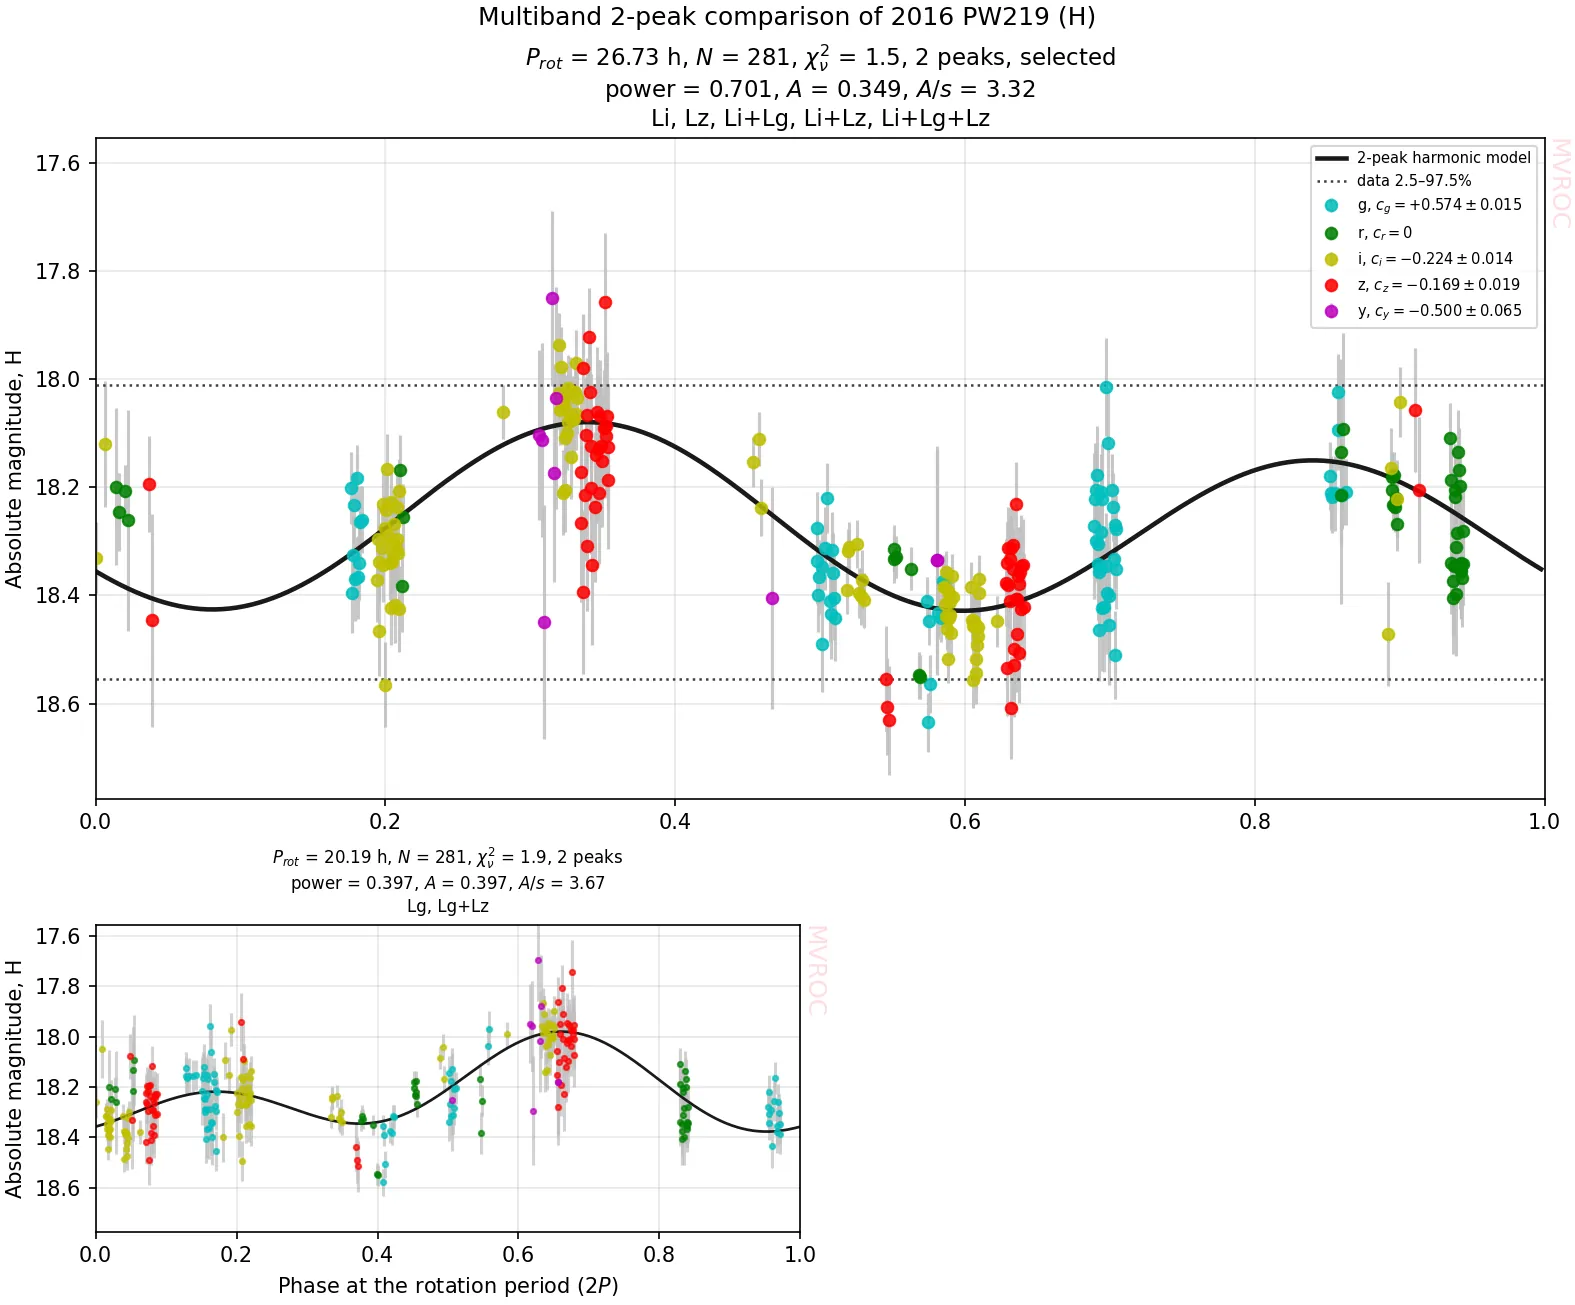 Multiband 2-peak comparison of 2016 PW219 (H)
P_rot = 26.73 h, N = 281, χ²_ν = 1.5, 2 peaks, selected
power = 0.701, A = 0.349, A/s = 3.32
Li, Lz, Li+Lg, Li+Lz, Li+Lg+Lz
MVROC
2-peak harmonic model
data 2.5–97.5%
g, c_g = +0.574 ± 0.015
r, c_r = 0
i, c_i = −0.224 ± 0.014
z, c_z = −0.169 ± 0.019
y, c_y = −0.500 ± 0.065
Absolute magnitude, H
17.6
17.8
18.0
18.2
18.4
18.6
0.0 0.2 0.4 0.6 0.8 1.0
P_rot = 20.19 h, N = 281, χ²_ν = 1.9, 2 peaks
power = 0.397, A = 0.397, A/s = 3.67
Lg, Lg+Lz
MVROC
Absolute magnitude, H
17.6
17.8
18.0
18.2
18.4
18.6
0.0 0.2 0.4 0.6 0.8 1.0
Phase at the rotation period (2P)